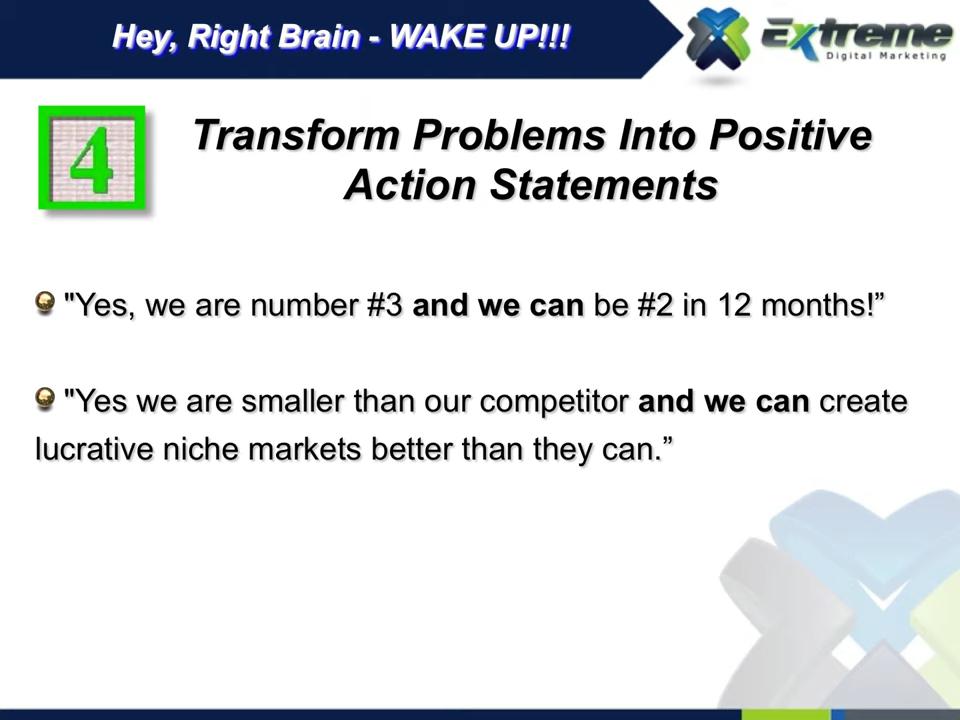 Hey, Right Brain - WAKE UP!!!
Extreme
Digital Marketing
4
Transform Problems Into Positive
Action Statements
"Yes, we are number #3 and we can be #2 in 12 months!”
"Yes we are smaller than our competitor and we can create
lucrative niche markets better than they can.”